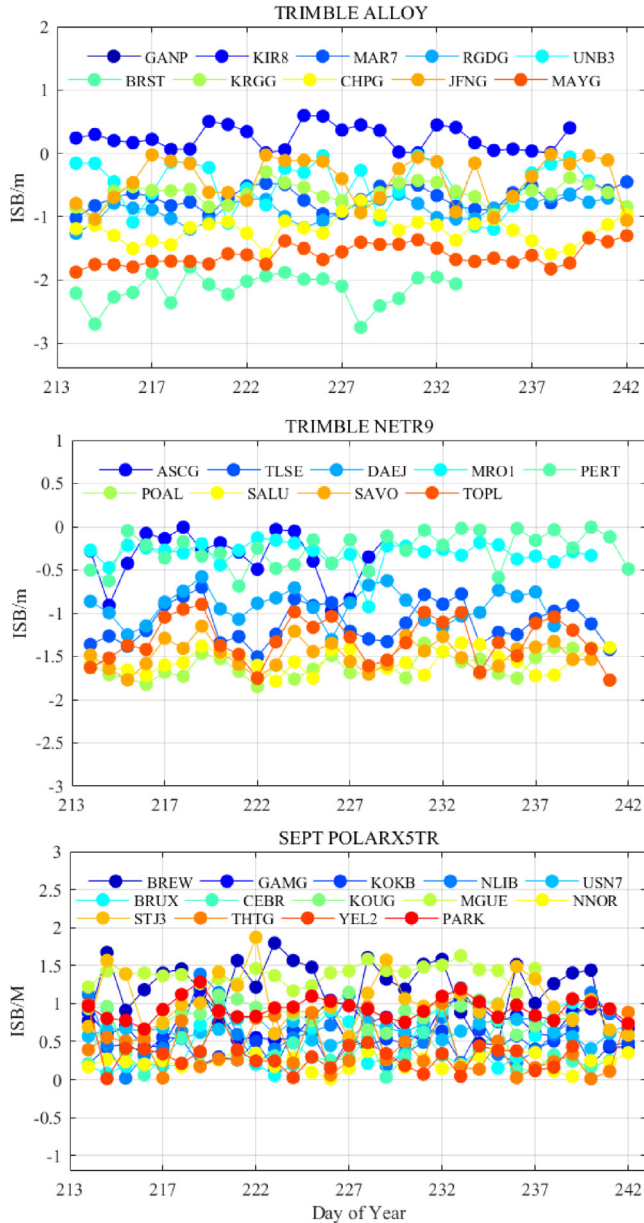 TRIMBLE ALLOY
2
GANP KIR8 MAR7 RGDG UNB3
BRST KRGG CHPG JFNG MAYG
1
0
-1
-2
-3
ISB/m
213 217 222 227 232 237 242
TRIMBLE NETR9
1
ASCG TLSE DAEJ MRO1 PERT
0.5
POAL SALU SAVO TOPL
0
-0.5
-1
-1.5
-2
-2.5
-3
ISB/m
213 217 222 227 232 237 242
SEPT POLARX5TR
3
BREW GAMG KOKB NLIB USN7
2.5
BRUX CEBR KOUG MGUE NNOR
STJ3 THTG YEL2 PARK
2
1.5
1
0.5
0
-0.5
-1
ISB/M
213 217 222 227 232 237 242
Day of Year